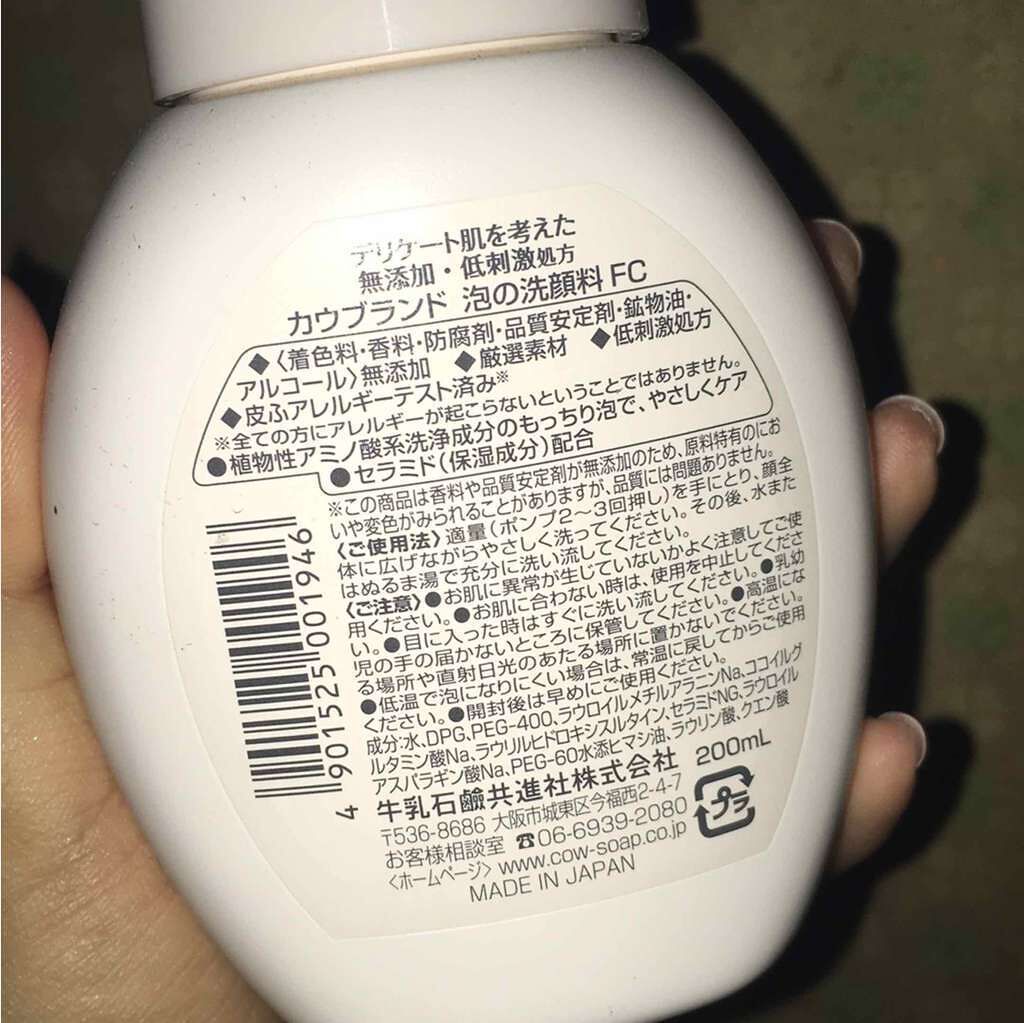 デリケート肌を考えた
無添加・低刺激処方
カウブランド 泡の洗顔料 FC
◆〈着色料・香料・防腐剤・品質安定剤・鉱物油・
アルコール〉無添加 ◆厳選素材 ◆低刺激処方
◆皮ふアレルギーテスト済み※
※全ての方にアレルギーが起こらないということではありません。
●植物性アミノ酸系洗浄成分のもっちり泡で、やさしくケア
●セラミド(保湿成分)配合
※この商品は香料や品質安定剤が無添加のため、原料特有のにお
いや変色がみられることがありますが、品質には問題ありません。
〈ご使用法〉適量(ポンプ2～3回押し)を手にとり、顔全
体に広げながらやさしく洗ってください。その後、水また
はぬるま湯で充分に洗い流してください。
〈ご注意〉●お肌に異常が生じていないかよく注意してご使
用ください。●お肌に合わない時は、使用を中止してくださ
い。●目に入った時はすぐに洗い流してください。●乳幼
児の手の届かないところに保管してください。●高温にな
る場所や直射日光のあたる場所に置かないでください。
●低温で泡になりにくい場合は、常温に戻してからご使用
ください。●開封後は早めにご使用ください。
成分:水、DPG、PEG-400、ラウロイルメチルアラニンNa、ココイルグ
ルタミン酸Na、ラウリルヒドロキシスルタイン、セラミドNG、ラウロイル
アスパラギン酸Na、PEG-60水添ヒマシ油、ラウリン酸、クエン酸
牛乳石鹼共進社株式会社 200mL
〒536-8686 大阪市城東区今福西2-4-7
お客様相談室 ☎06-6939-2080
〈ホームページ〉www.cow-soap.co.jp
MADE IN JAPAN
プラ
4 901525 001946